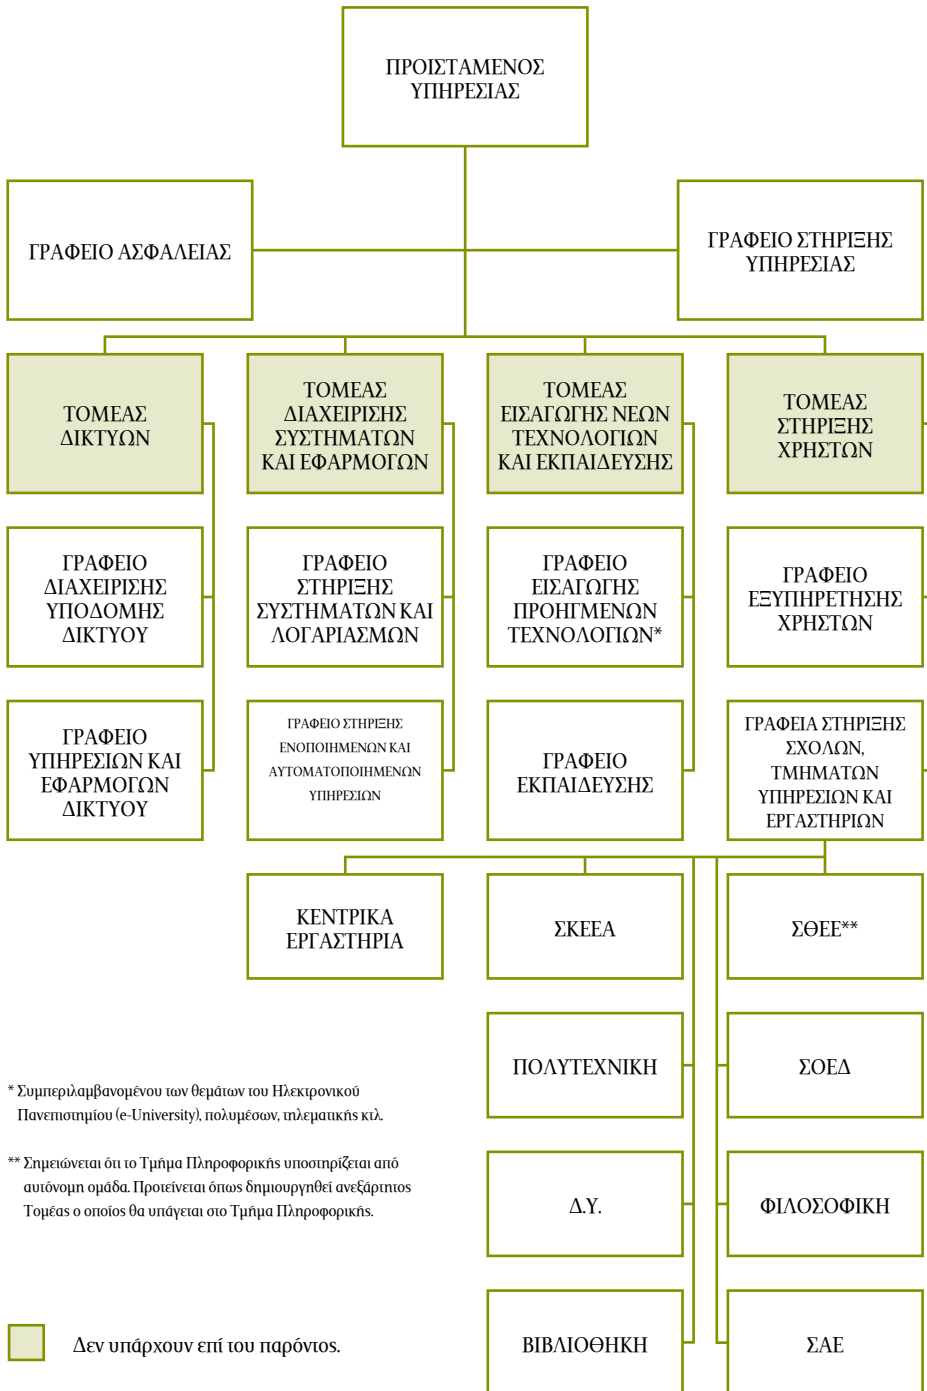 ΠΡΟΙΣΤΑΜΕΝΟΣ
ΥΠΗΡΕΣΙΑΣ
ΓΡΑΦΕΙΟ ΑΣΦΑΛΕΙΑΣ
ΓΡΑΦΕΙΟ ΣΤΗΡΙΞΗΣ
ΥΠΗΡΕΣΙΑΣ
ΤΟΜΕΑΣ
ΔΙΚΤΥΩΝ
ΤΟΜΕΑΣ
ΔΙΑΧΕΙΡΙΣΗΣ
ΣΥΣΤΗΜΑΤΩΝ
ΚΑΙ ΕΦΑΡΜΟΓΩΝ
ΤΟΜΕΑΣ
ΕΙΣΑΓΩΓΗΣ ΝΕΩΝ
ΤΕΧΝΟΛΟΓΙΩΝ
ΚΑΙ ΕΚΠΑΙΔΕΥΣΗΣ
ΤΟΜΕΑΣ
ΣΤΗΡΙΞΗΣ
ΧΡΗΣΤΩΝ
ΓΡΑΦΕΙΟ
ΔΙΑΧΕΙΡΙΣΗΣ
ΥΠΟΔΟΜΗΣ
ΔΙΚΤΥΟΥ
ΓΡΑΦΕΙΟ
ΣΤΗΡΙΞΗΣ
ΣΥΣΤΗΜΑΤΩΝ ΚΑΙ
ΛΟΓΑΡΙΑΣΜΩΝ
ΓΡΑΦΕΙΟ
ΕΙΣΑΓΩΓΗΣ
ΠΡΟΗΓΜΕΝΩΝ
ΤΕΧΝΟΛΟΓΙΩΝ*
ΓΡΑΦΕΙΟ
ΕΞΥΠΗΡΕΤΗΣΗΣ
ΧΡΗΣΤΩΝ
ΓΡΑΦΕΙΟ
ΥΠΗΡΕΣΙΩΝ ΚΑΙ
ΕΦΑΡΜΟΓΩΝ
ΔΙΚΤΥΟΥ
ΓΡΑΦΕΙΟ ΣΤΗΡΙΞΗΣ
ΕΝΟΠΟΙΗΜΕΝΩΝ ΚΑΙ
ΑΥΤΟΜΑΤΟΠΟΙΗΜΕΝΩΝ
ΥΠΗΡΕΣΙΩΝ
ΓΡΑΦΕΙΟ
ΕΚΠΑΙΔΕΥΣΗΣ
ΓΡΑΦΕΙΑ ΣΤΗΡΙΞΗΣ
ΣΧΟΛΩΝ,
ΤΜΗΜΑΤΩΝ
ΥΠΗΡΕΣΙΩΝ ΚΑΙ
ΕΡΓΑΣΤΗΡΙΩΝ
ΚΕΝΤΡΙΚΑ
ΕΡΓΑΣΤΗΡΙΑ
ΣΚΕΕΑ
ΣΘΕΕ**
ΠΟΛΥΤΕΧΝΙΚΗ
ΣΟΕΔ
* Συμπεριλαμβανομένου των θεμάτων του Ηλεκτρονικού
Πανεπιστημίου (e-University), πολυμέσων, τηλεματικής κτλ.
** Σημειώνεται ότι το Τμήμα Πληροφορικής υποστηρίζεται από
αυτόνομη ομάδα. Προτείνεται όπως δημιουργηθεί ανεξάρτητος
Τομέας ο οποίος θα υπάγεται στο Τμήμα Πληροφορικής.
Δ.Υ.
ΦΙΛΟΣΟΦΙΚΗ
ΒΙΒΛΙΟΘΗΚΗ
ΣΑΕ
Δεν υπάρχουν επί του παρόντος.